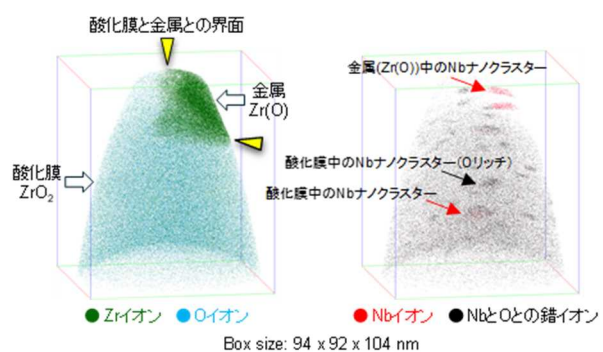 酸化膜と金属との界面
金属
Zr(O)
酸化膜
ZrO₂
●Zrイオン ●Oイオン
金属(Zr(O))中のNbナノクラスター
酸化膜中のNbナノクラスター(Oリッチ)
酸化膜中のNbナノクラスター
●Nbイオン ●NbとOとの錯イオン
Box size: 94 x 92 x 104 nm